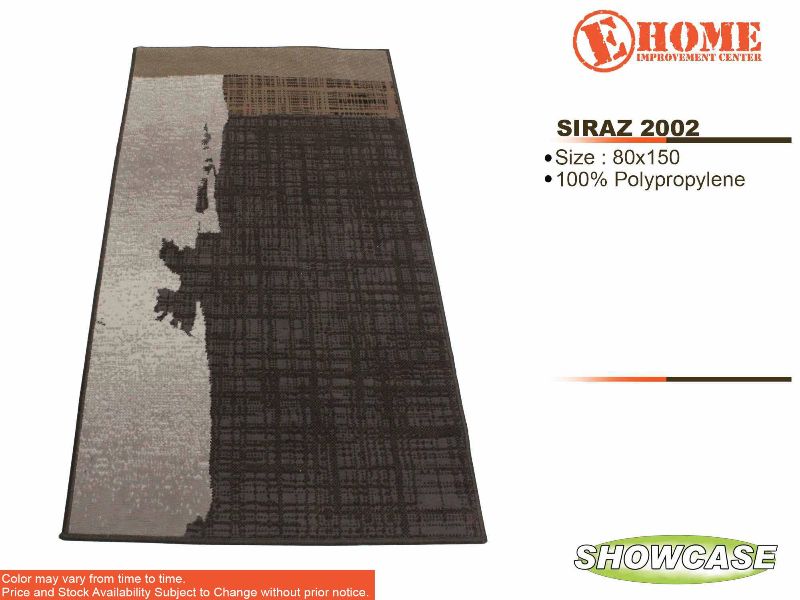 E HOME
IMPROVEMENT CENTER
SIRAZ 2002
•Size : 80x150
•100% Polypropylene
SHOWCASE
Color may vary from time to time.
Price and Stock Availability Subject to Change without prior notice.